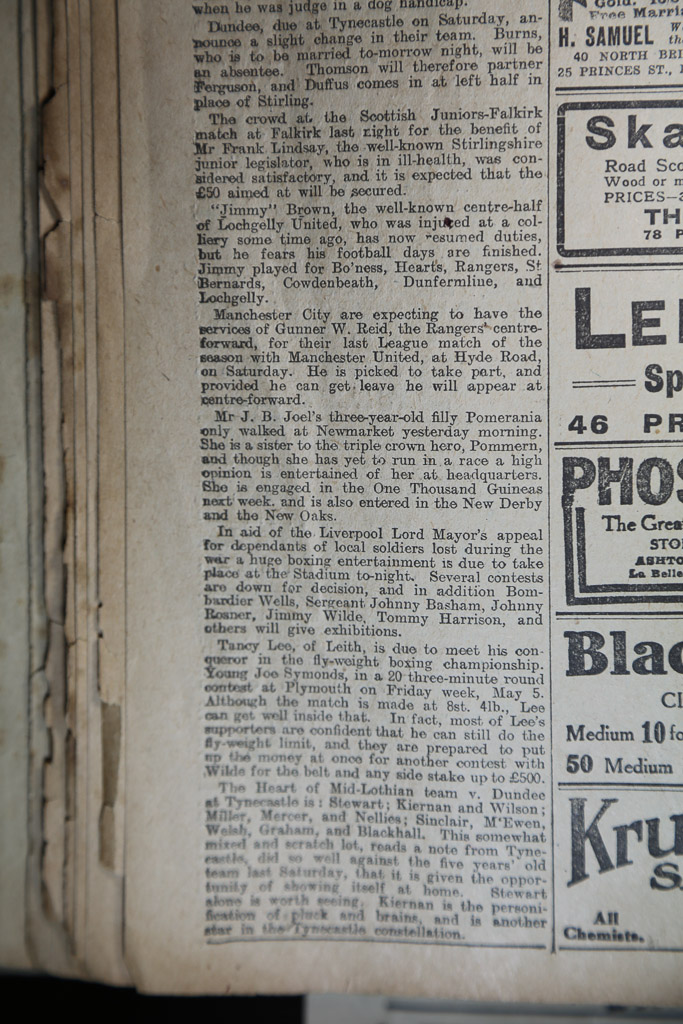 when he was judge in a dog handicap.
Dundee, due at Tynecastle on Saturday, an-
nounce a slight change in their team. Burns,
who is to be married to-morrow night, will be
an absentee. Thomson will therefore partner
Ferguson, and Duffus comes in at left half in
place of Stirling.
The crowd at the Scottish Juniors-Falkirk
match at Falkirk last night for the benefit of
Mr Frank Lindsay, the well-known Stirlingshire
junior legislator, who is in ill-health, was con-
sidered satisfactory, and it is expected that the
£50 aimed at will be secured.
"Jimmy" Brown, the well-known centre-half
of Lochgelly United, who was injured at a col-
liery some time ago, has now resumed duties,
but he fears his football days are finished.
Jimmy played for Bo'ness, Hearts, Rangers, St
Bernards, Cowdenbeath, Dunfermline, and
Lochgelly.
Manchester City are expecting to have the
services of Gunner W. Reid, the Rangers' centre-
forward, for their last League match of the
season with Manchester United, at Hyde Road,
on Saturday. He is picked to take part, and
provided he can get leave he will appear at
centre-forward.
Mr J. B. Joel's three-year-old filly Pomerania
only walked at Newmarket yesterday morning.
She is a sister to the triple crown hero, Pommern,
and though she has yet to run in a race a high
opinion is entertained of her at headquarters.
She is engaged in the One Thousand Guineas
next week, and is also entered in the New Derby
and the New Oaks.
In aid of the Liverpool Lord Mayor's appeal
for dependants of local soldiers lost during the
war a huge boxing entertainment is due to take
place at the Stadium to-night. Several contests
are down for decision, and in addition Bom-
bardier Wells, Sergeant Johnny Basham, Johnny
Rosner, Jimmy Wilde, Tommy Harrison, and
others will give exhibitions.
Tancy Lee, of Leith, is due to meet his con-
queror in the fly-weight boxing championship.
Young Joe Symonds, in a 20 three-minute round
contest at Plymouth on Friday week, May 5.
Although the match is made at 8st. 4lb., Lee
can get well inside that. In fact, most of Lee's
supporters are confident that he can still do the
fly-weight limit, and they are prepared to put
up the money at once for another contest with
Wilde for the belt and any side stake up to £500.
The Heart of Mid-Lothian team v. Dundee
at Tynecastle is: Stewart; Kiernan and Wilson;
Miller, Mercer, and Nellies; Sinclair, M'Ewen,
Welsh, Graham, and Blackhall. This somewhat
mixed and scratch lot, reads a note from Tyne-
castle, did so well against the five years' old
team last Saturday, that it is given the oppor-
tunity of showing itself at home. Stewart
alone is worth seeing. Kiernan is the personi-
fication of pluck and brains, and is another
star in the Tynecastle constellation.
Free Marri
H. SAMUEL
40 NORTH BRI
25 PRINCES ST.,
Ska
Road Sco
Wood or m
PRICES—
TH
78 P
LE
Sp
46 PR
PHOS
The Grea
STO
ASHTO
La Belle
Blac
Cl
Medium 10 fo
50 Medium
Kru
S
All
Chemists.